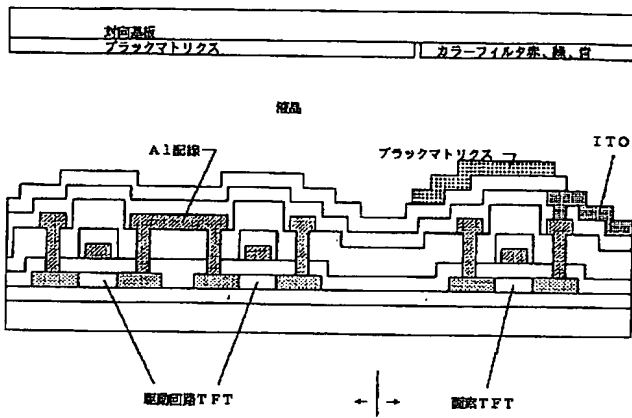 対向基板
ブラックマトリクス
カラーフィルタ赤、緑、青
液晶
Al配線
ブラックマトリクス
ITO
駆動回路TFT
画素TFT